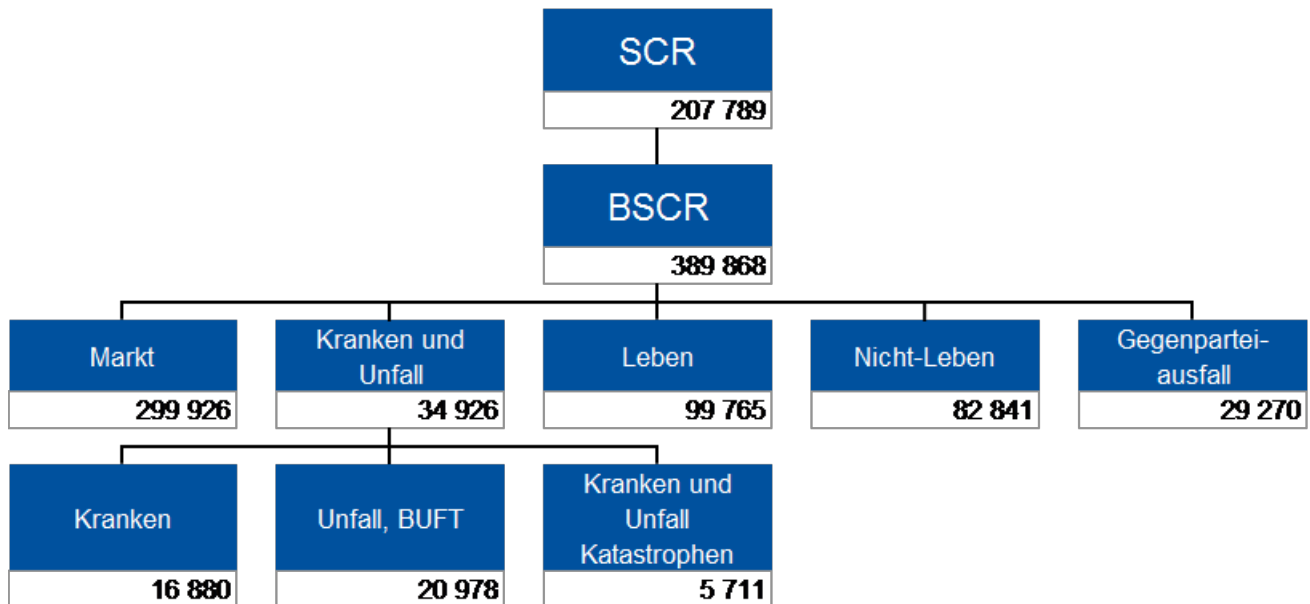 SCR
207 789
BSCR
389 868
Markt
299 926
Kranken und
Unfall
34 926
Leben
99 765
Nicht-Leben
82 841
Gegenpartei-
ausfall
29 270
Kranken
16 880
Unfall, BUFT
20 978
Kranken und
Unfall
Katastrophen
5 711